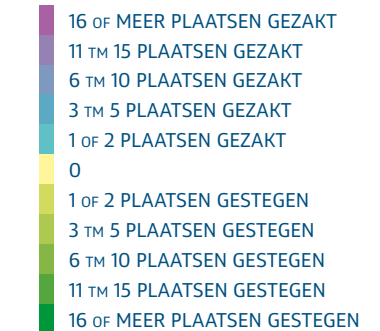 16 OF MEER PLAATSEN GEZAKT
11 TM 15 PLAATSEN GEZAKT
6 TM 10 PLAATSEN GEZAKT
3 TM 5 PLAATSEN GEZAKT
1 OF 2 PLAATSEN GEZAKT
0
1 OF 2 PLAATSEN GESTEGEN
3 TM 5 PLAATSEN GESTEGEN
6 TM 10 PLAATSEN GESTEGEN
11 TM 15 PLAATSEN GESTEGEN
16 OF MEER PLAATSEN GESTEGEN